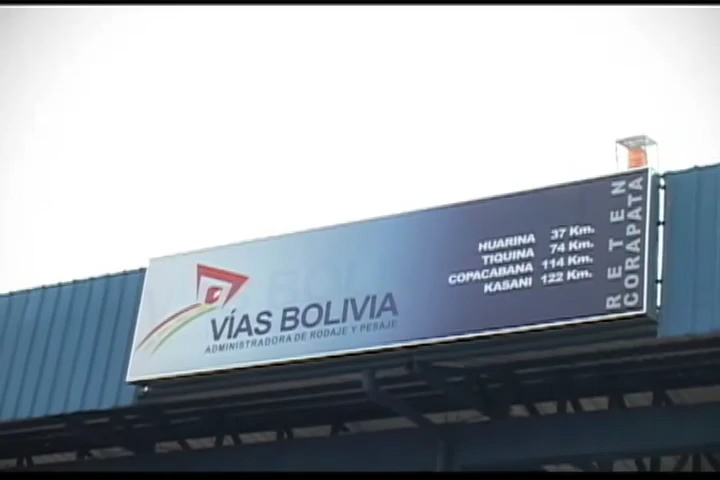 VÍAS BOLIVIA
ADMINISTRADORA DE RODAJE Y PESAJE
HUARINA 37 Km.
TIQUINA 74 Km.
COPACABANA 114 Km.
KASANI 122 Km.
RETEN
CORAPATA